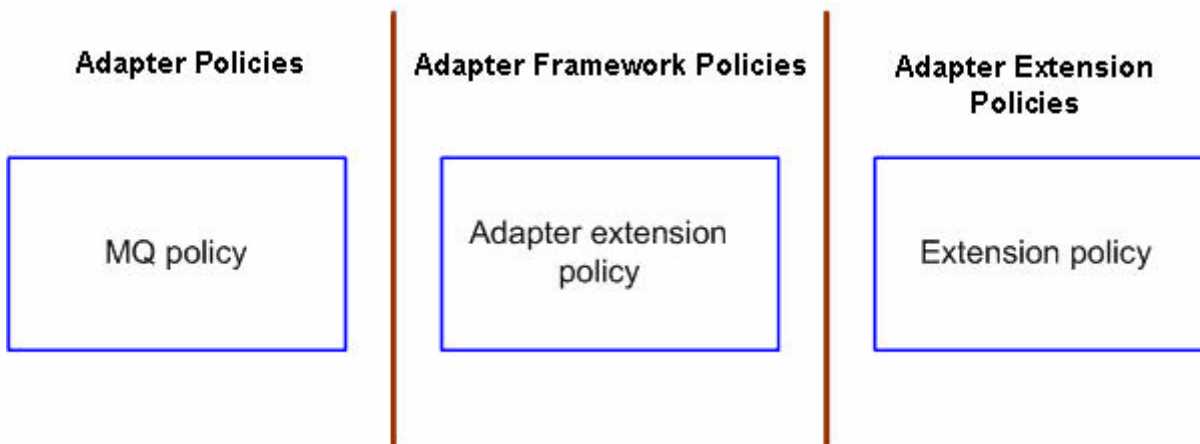 Adapter Policies
Adapter Framework Policies
Adapter Extension
Policies
MQ policy
Adapter extension
policy
Extension policy